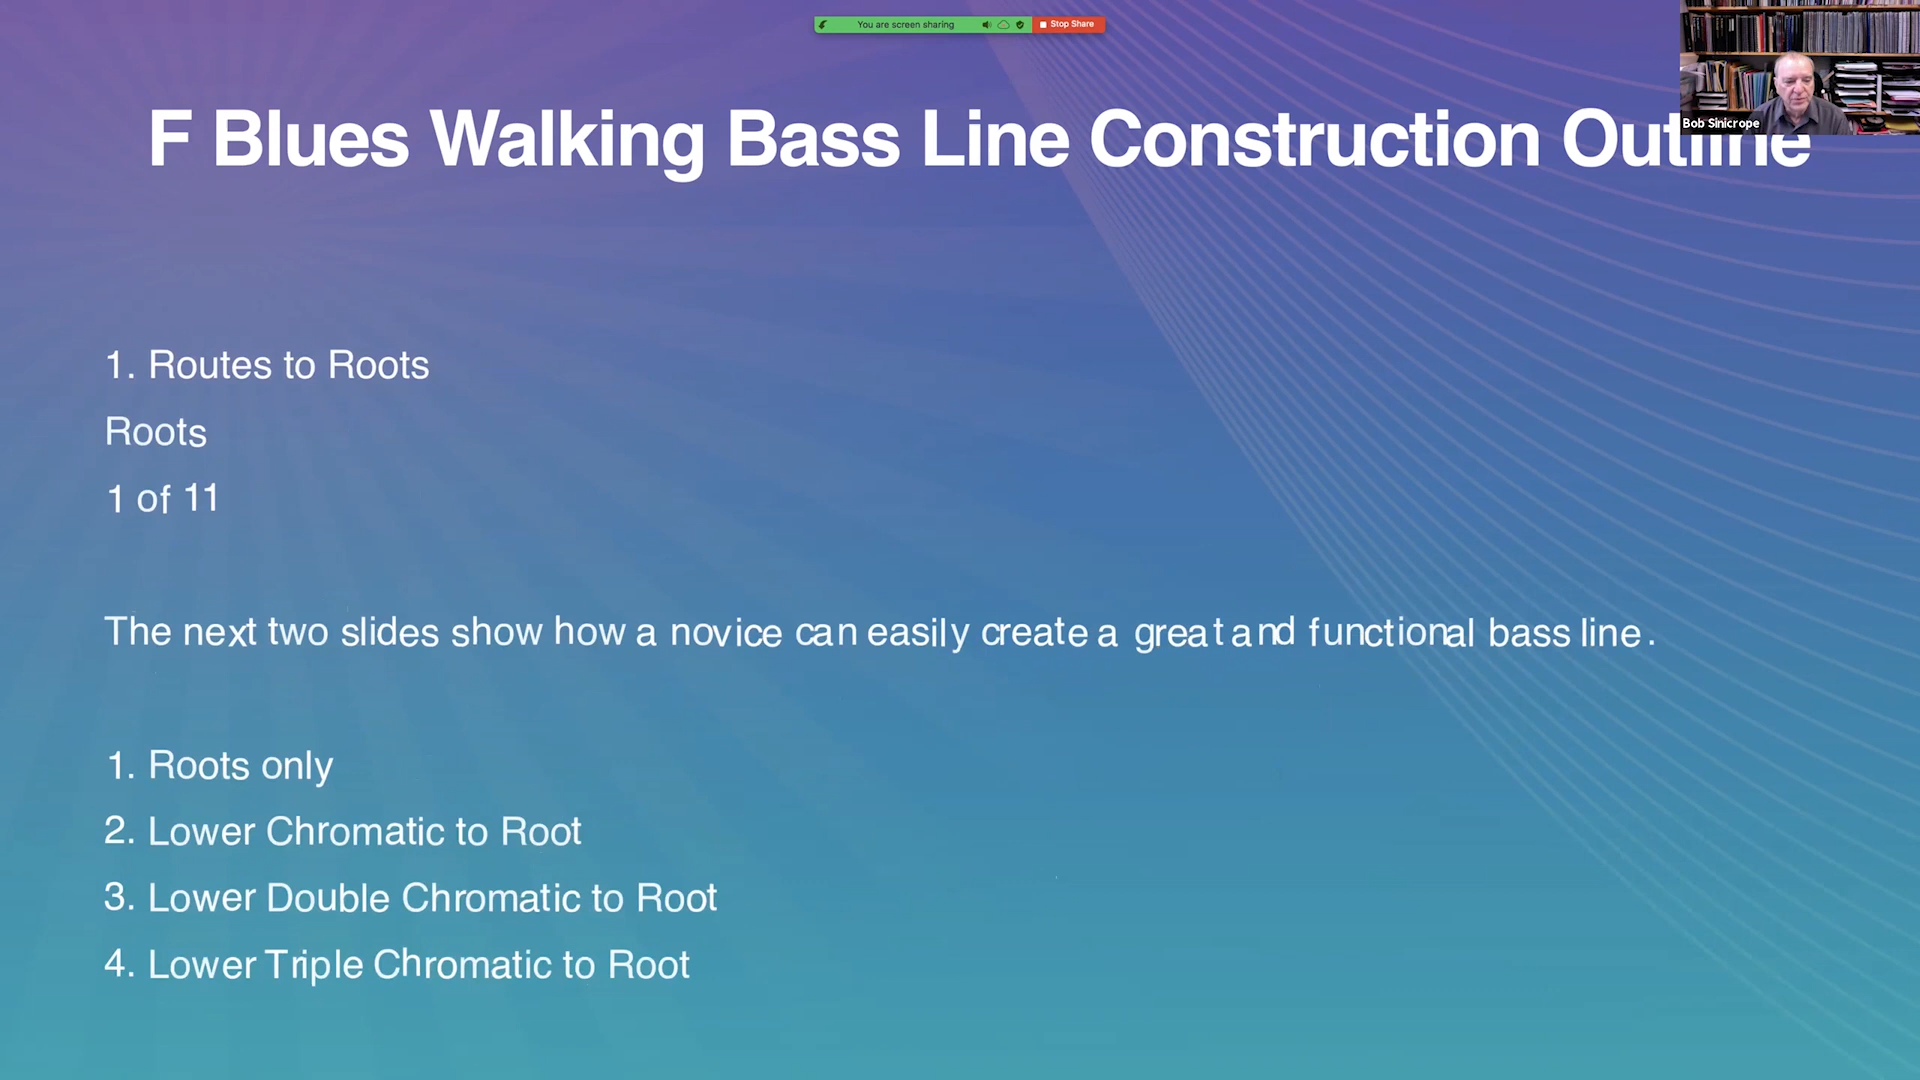 You are screen sharing
Stop Share
Bob Sinicrope
F Blues Walking Bass Line Construction Outline
1. Routes to Roots
Roots
1 of 11
The next two slides show how a novice can easily create a great and functional bass line.
1. Roots only
2. Lower Chromatic to Root
3. Lower Double Chromatic to Root
4. Lower Triple Chromatic to Root